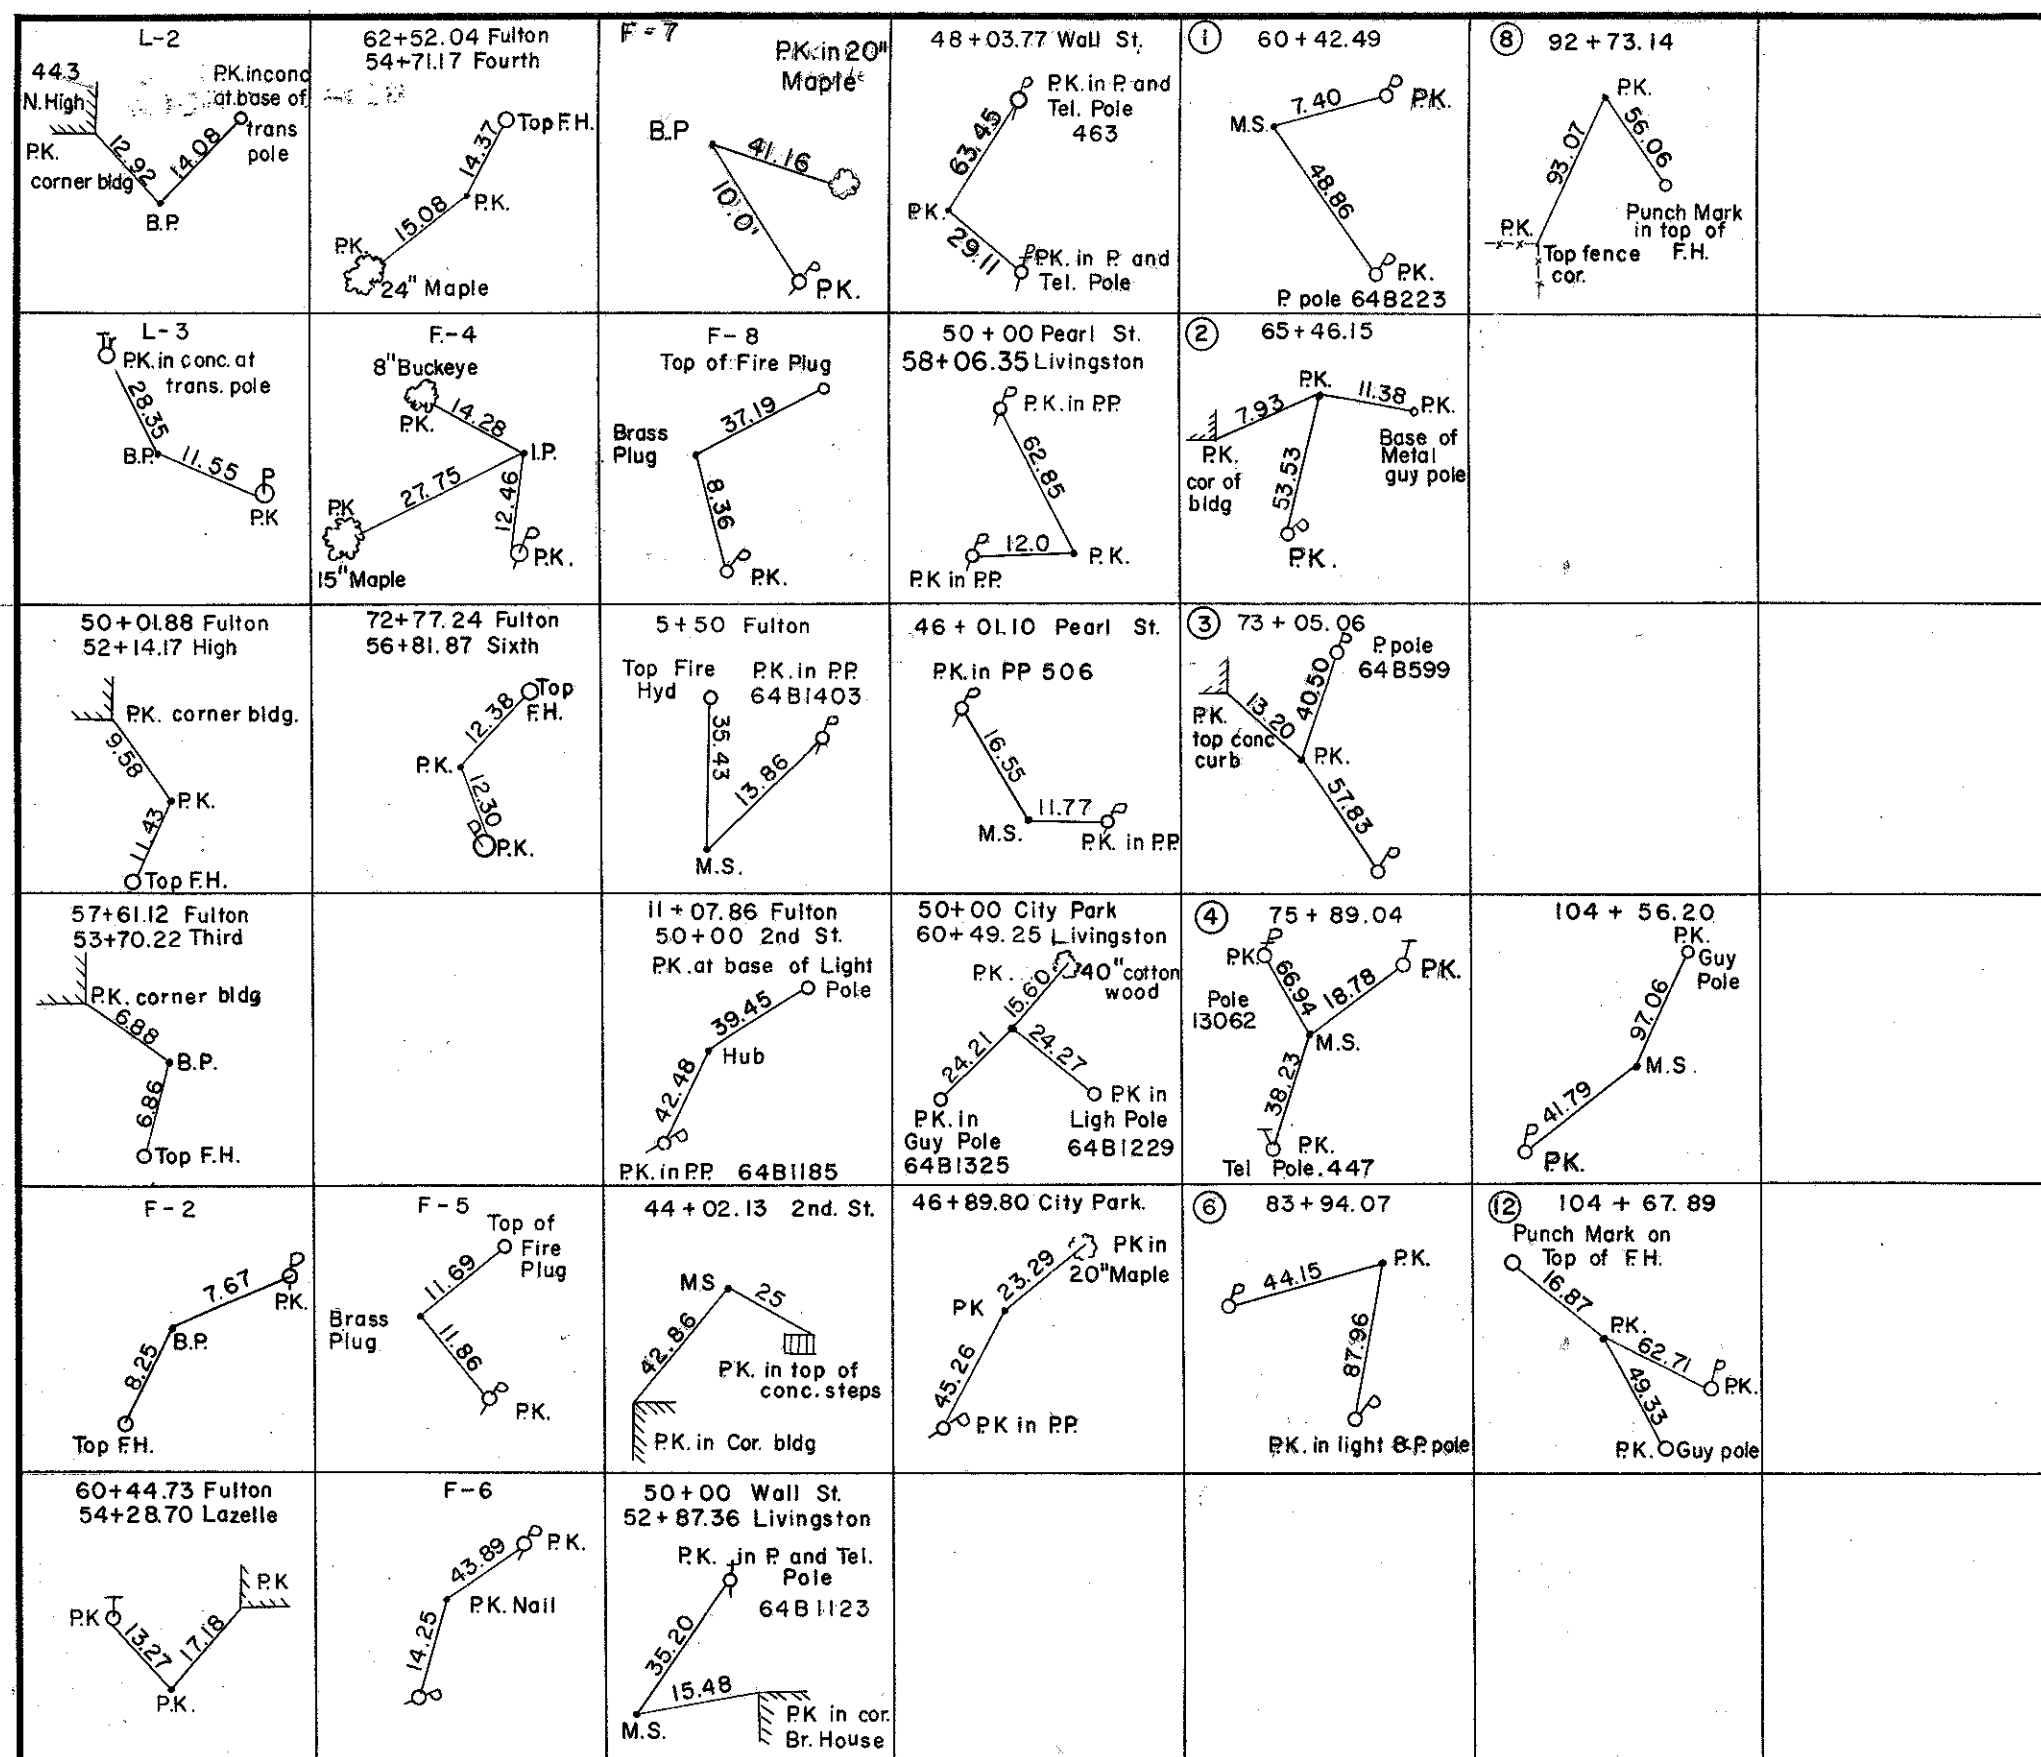 L-2
443
N. High
P.K. in conc
at base of
trans
pole
P.K.
corner bldg
12.92
14.08
B.P.
62+52.04 Fulton
54+71.17 Fourth
Top F.H.
14.37
P.K.
15.08
P.K.
24" Maple
F-7
P.K. in 20"
Maple
B.P
41.16
10.0"
P.K.
48+03.77 Wall St.
P.K. in P. and
Tel. Pole
463
63.45
P.K.
29.11
P.K. in P. and
Tel. Pole
1
60+42.49
7.40
P.K.
M.S.
48.86
P.K.
P. pole 64B223
8
92+73.14
P.K.
93.07
56.06
P.K.
Punch Mark
in top of
F.H.
Top fence
cor.
L-3
Tr
P.K. in conc. at
trans. pole
28.35
B.P.
11.55
P
P.K
F-4
8" Buckeye
P.K.
14.28
I.P.
27.75
12.46
P.K
P.K.
15" Maple
F-8
Top of Fire Plug
37.19
Brass
Plug
8.36
P.K.
50+00 Pearl St.
58+06.35 Livingston
P.K. in P.P.
62.85
12.0
P.K.
P.K in P.P.
2
65+46.15
P.K.
7.93
11.38
P.K.
P.K.
cor of
bldg
53.53
Base of
Metal
guy pole
P.K.
50+01.88 Fulton
52+14.17 High
P.K. corner bldg.
9.58
P.K.
11.43
Top F.H.
72+77.24 Fulton
56+81.87 Sixth
Top
F.H.
12.38
P.K.
12.30
P.K.
5+50 Fulton
Top Fire
Hyd
P.K. in P.P.
64B1403
35.43
13.86
M.S.
46+01.10 Pearl St.
P.K. in PP 506
16.55
11.77
M.S.
P.K. in P.P.
3
73+05.06
P. pole
64B599
40.50
13.20
P.K.
top conc
curb
P.K.
57.83
57+61.12 Fulton
53+70.22 Third
P.K. corner bldg
6.88
B.P.
6.86
Top F.H.
11+07.86 Fulton
50+00 2nd St.
P.K. at base of Light
Pole
39.45
Hub
42.48
P.K. in P.P. 64B1185
50+00 City Park
60+49.25 Livingston
P.K.
40" cotton
wood
15.60
24.21
24.27
P.K. in
Guy Pole
64B1325
P.K in
Ligh Pole
64B1229
4
75+89.04
P.K.
P.K.
66.94
18.78
Pole
13062
M.S.
38.23
P.K.
Tel Pole. 447
104+56.20
P.K.
Guy
Pole
97.06
M.S.
41.79
P.K.
F-2
7.67
P.K.
B.P.
8.25
Top F.H.
F-5
Top of
Fire
Plug
11.69
Brass
Plug
11.86
P.K.
44+02.13 2nd. St.
M.S
25
42.86
P.K. in top of
conc. steps
P.K. in Cor. bldg
46+89.80 City Park.
P.K in
20" Maple
23.29
P.K
45.26
P.K in P.P.
6
83+94.07
P.K.
44.15
87.96
P.K. in light & P. pole
12
104+67.89
Punch Mark on
Top of F.H.
16.87
P.K.
62.71
P.K.
49.33
P.K.
Guy pole
60+44.73 Fulton
54+28.70 Lazelle
P.K
P.K
13.27
17.18
P.K.
F-6
43.89
P.K.
P.K. Nail
14.25
50+00 Wall St.
52+87.36 Livingston
P.K. in P. and Tel.
Pole
64B1123
35.20
15.48
M.S.
P.K in cor.
Br. House